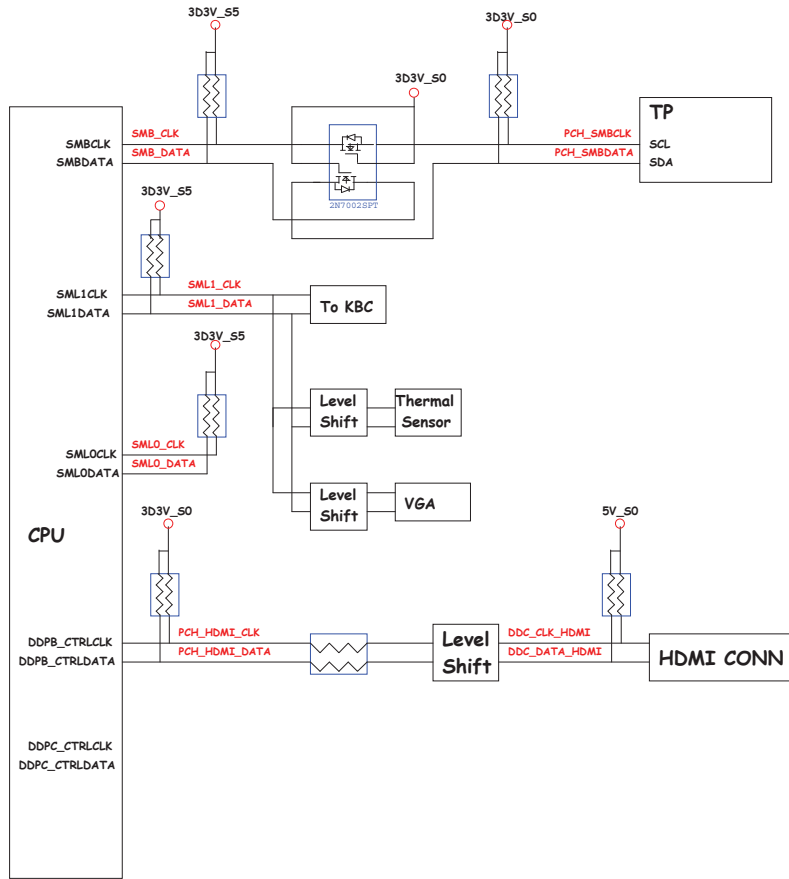 3D3V_S5
3D3V_S0
3D3V_S0
TP
SMBCLK
SMB_CLK
PCH_SMBCLK
SCL
SMBDATA
SMB_DATA
PCH_SMBDATA
SDA
2N7002SPT
3D3V_S5
SML1CLK
SML1_CLK
SML1DATA
SML1_DATA
To KBC
3D3V_S5
Level
Shift
Thermal
Sensor
SML0CLK
SML0_CLK
SML0DATA
SML0_DATA
Level
Shift
VGA
CPU
3D3V_S0
5V_S0
DDPB_CTRLCLK
PCH_HDMI_CLK
DDPB_CTRLDATA
PCH_HDMI_DATA
Level
Shift
DDC_CLK_HDMI
DDC_DATA_HDMI
HDMI CONN
DDPC_CTRLCLK
DDPC_CTRLDATA